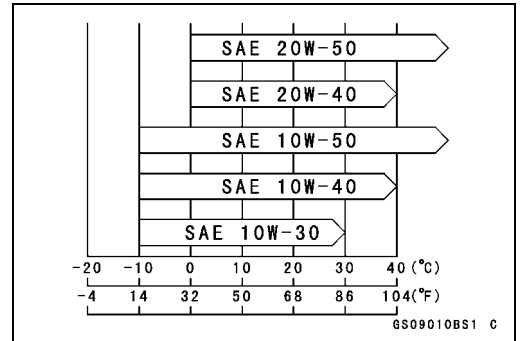 SAE 20W-50
SAE 20W-40
SAE 10W-50
SAE 10W-40
SAE 10W-30
-20 -10 0 10 20 30 40 (°C)
-4 14 32 50 68 86 104(°F)
GS09010BS1 C